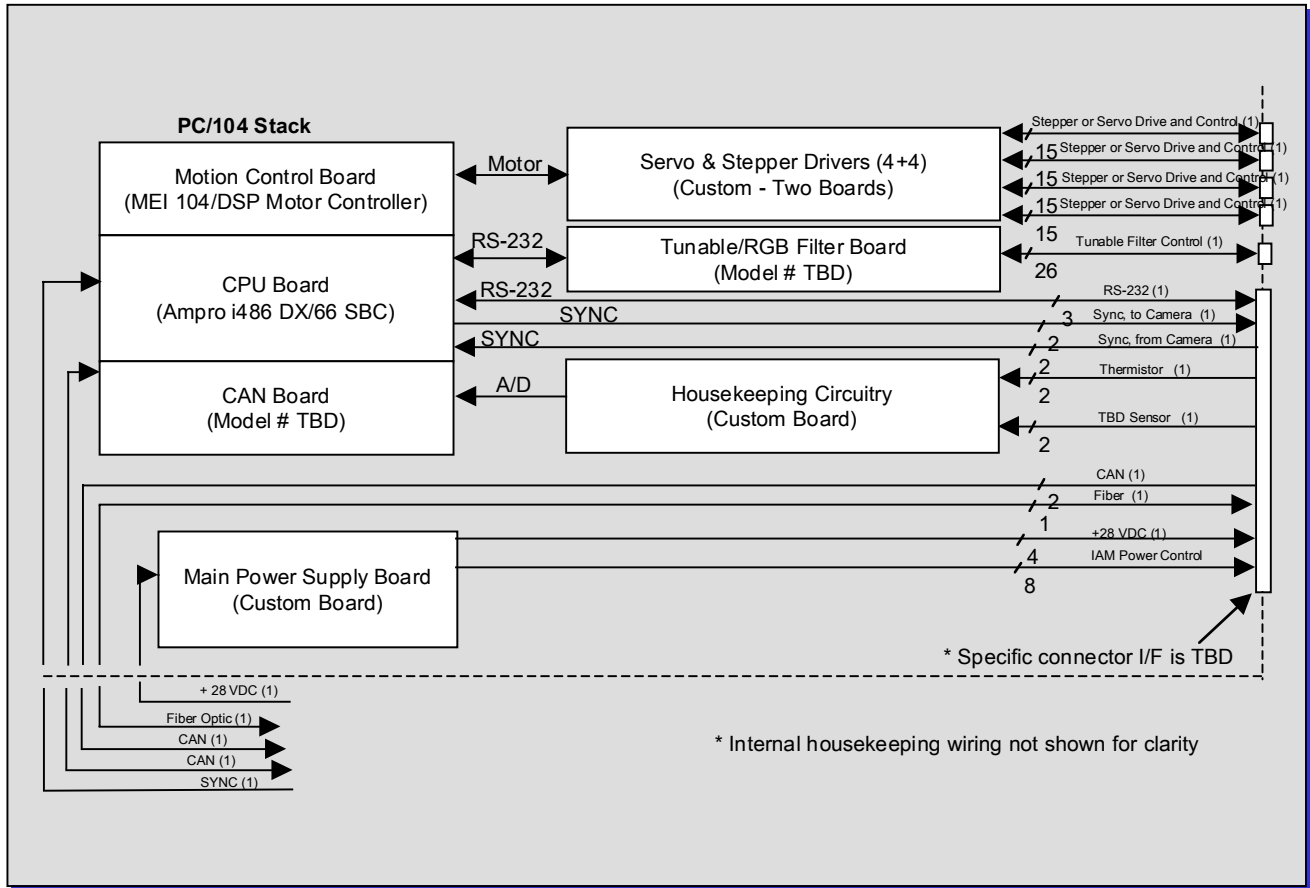 PC/104 Stack
Motion Control Board
(MEI 104/DSP Motor Controller)
CPU Board
(Ampro i486 DX/66 SBC)
CAN Board
(Model # TBD)
Motor
RS-232
RS-232
SYNC
SYNC
A/D
Servo & Stepper Drivers (4+4)
(Custom - Two Boards)
Tunable/RGB Filter Board
(Model # TBD)
Housekeeping Circuitry
(Custom Board)
Stepper or Servo Drive and Control (1)
15
Stepper or Servo Drive and Control (1)
15
Stepper or Servo Drive and Control (1)
15
Stepper or Servo Drive and Control (1)
15
Tunable Filter Control (1)
26
RS-232 (1)
3
Sync, to Camera (1)
2
Sync, from Camera (1)
2
Thermistor (1)
2
TBD Sensor (1)
2
CAN (1)
2
Fiber (1)
1
+28 VDC (1)
4
IAM Power Control
8
Main Power Supply Board
(Custom Board)
* Specific connector I/F is TBD
+ 28 VDC (1)
Fiber Optic (1)
CAN (1)
CAN (1)
SYNC (1)
* Internal housekeeping wiring not shown for clarity